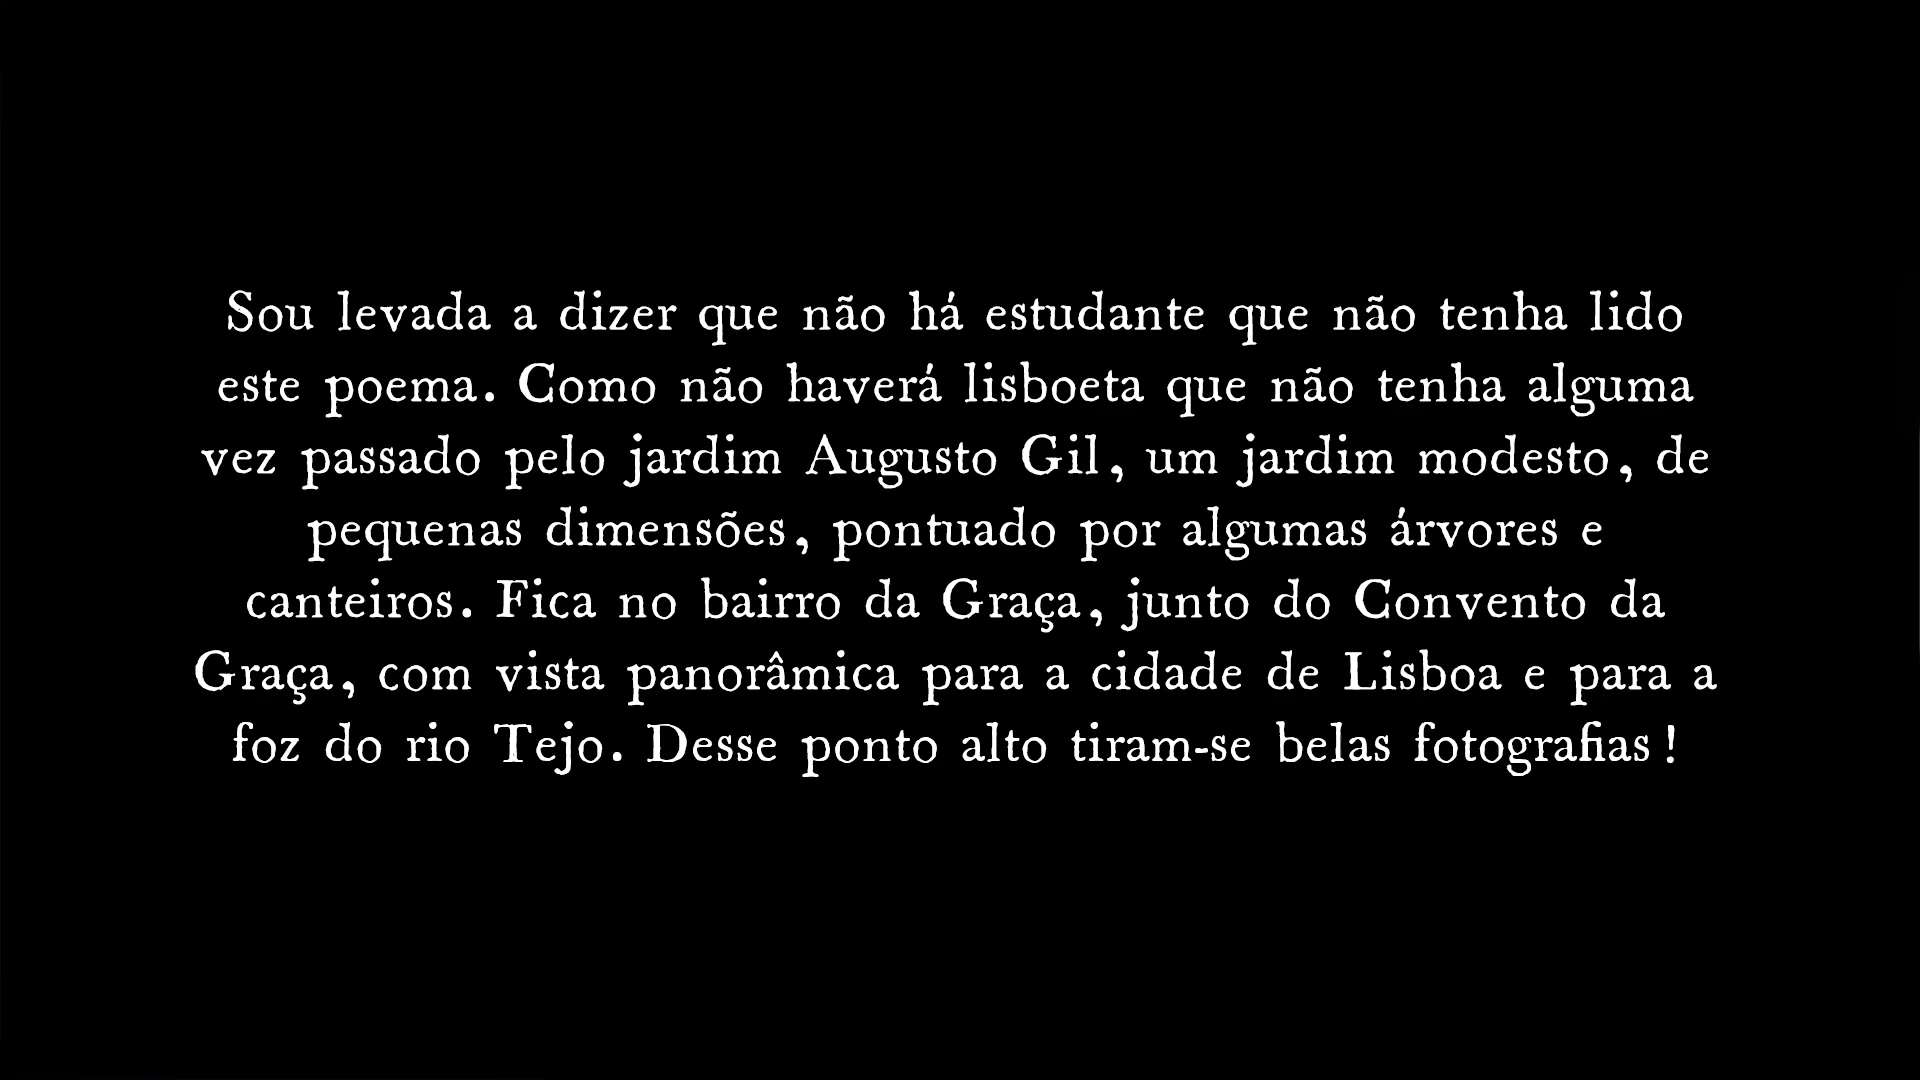 Sou levada a dizer que não há estudante que não tenha lido
este poema. Como não haverá lisboeta que não tenha alguma
vez passado pelo jardim Augusto Gil, um jardim modesto, de
pequenas dimensões, pontuado por algumas árvores e
canteiros. Fica no bairro da Graça, junto do Convento da
Graça, com vista panorâmica para a cidade de Lisboa e para a
foz do rio Tejo. Desse ponto alto tiram-se belas fotografias!